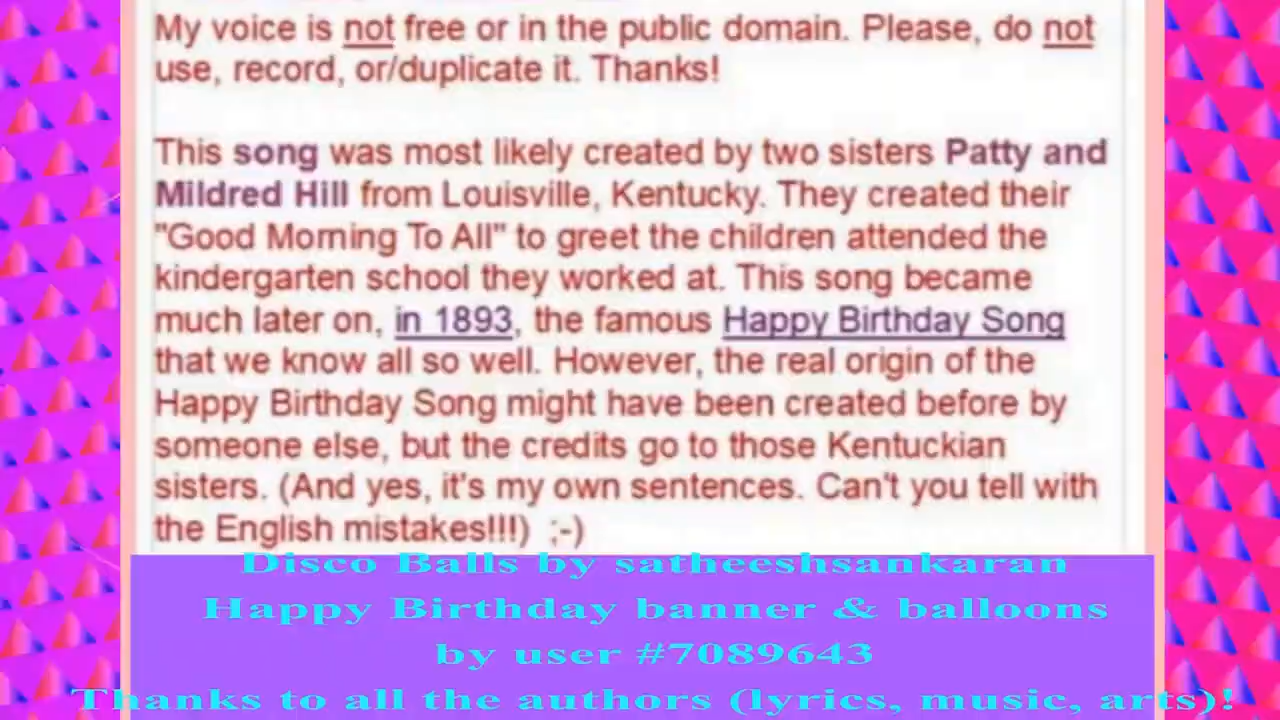 My voice is not free or in the public domain. Please, do not
use, record, or/duplicate it. Thanks!
This song was most likely created by two sisters Patty and
Mildred Hill from Louisville, Kentucky. They created their
"Good Morning To All" to greet the children attended the
kindergarten school they worked at. This song became
much later on, in 1893, the famous Happy Birthday Song
that we know all so well. However, the real origin of the
Happy Birthday Song might have been created before by
someone else, but the credits go to those Kentuckian
sisters. (And yes, it's my own sentences. Can't you tell with
the English mistakes!!!) ;-)
Disco Balls by satheeshsankaran
Happy Birthday banner & balloons
by user #7089643
Thanks to all the authors (lyrics, music, arts)!